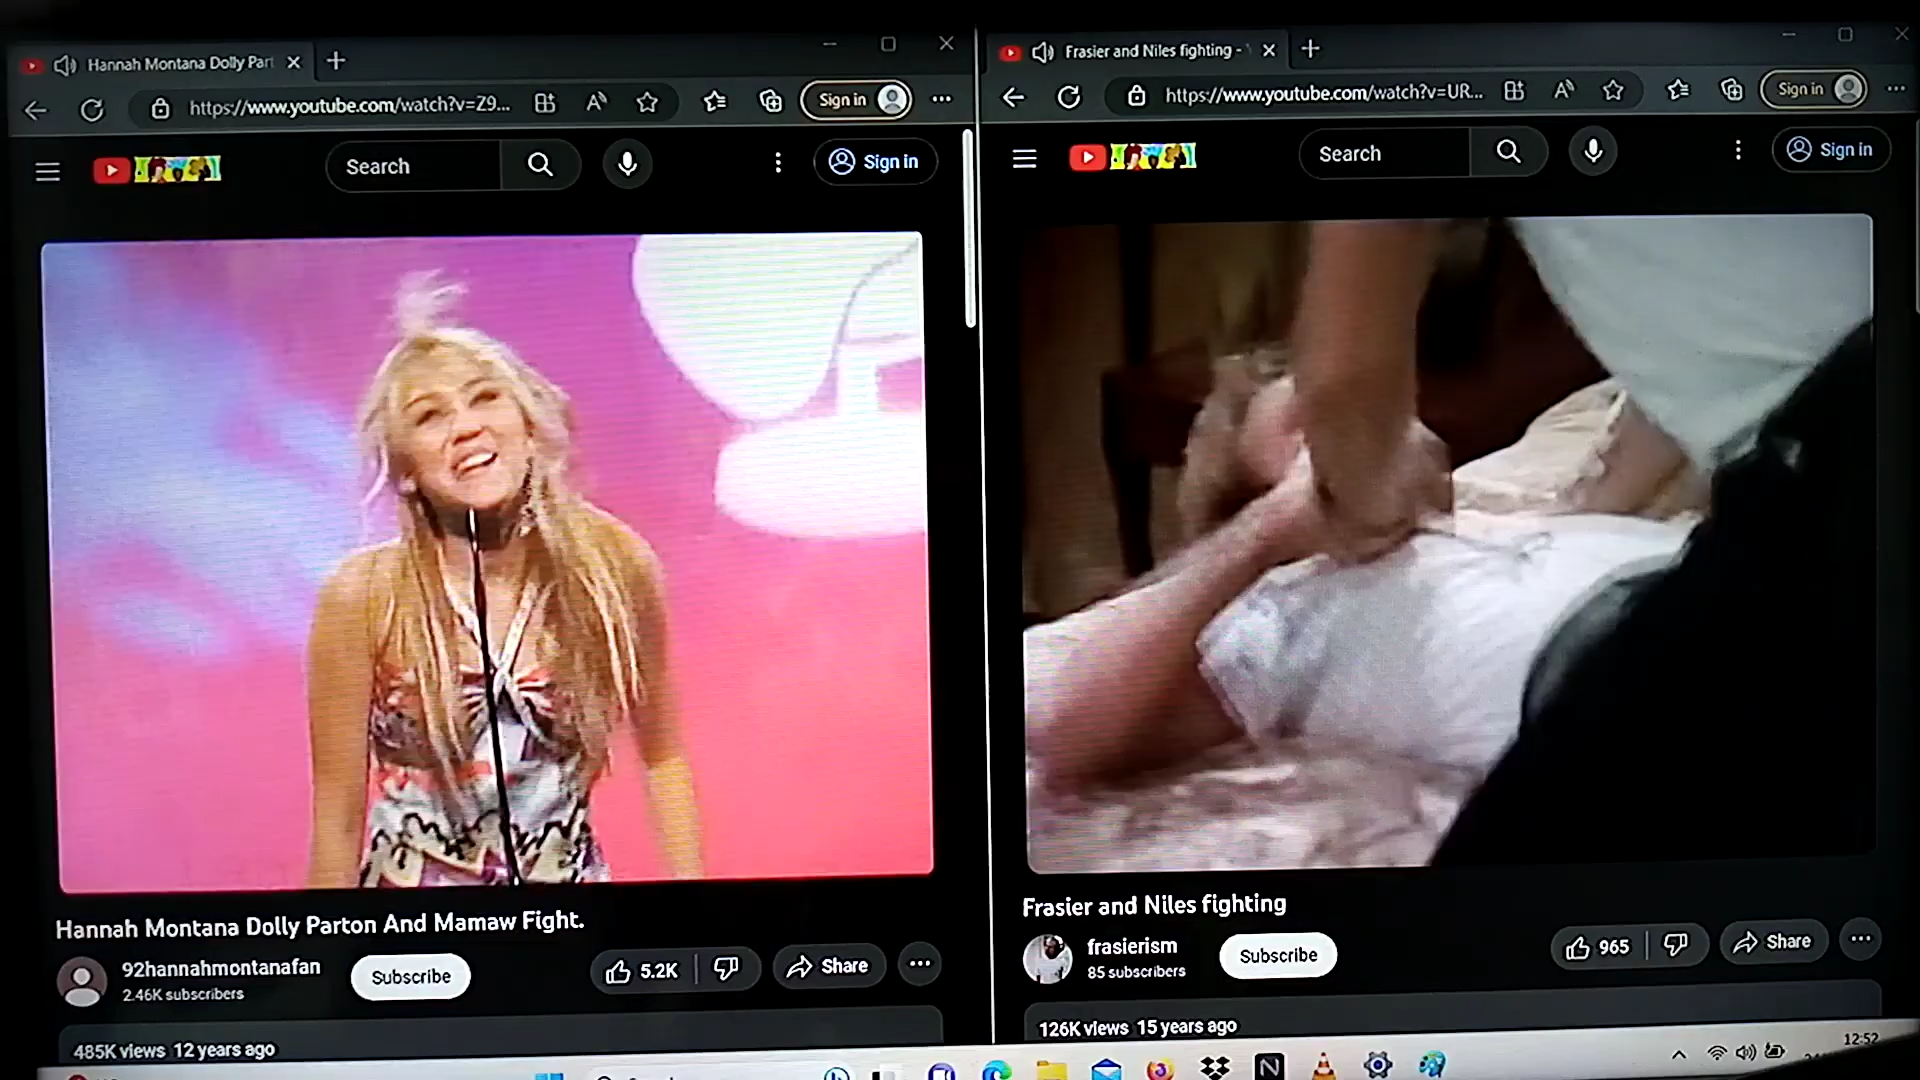 Hannah Montana Dolly Part
https://www.youtube.com/watch?v=Z9...
Sign in
Search
Sign in
Hannah Montana Dolly Parton And Mamaw Fight.
92hannahmontanafan
2.46K subscribers
Subscribe
5.2K
Share
485K views 12 years ago
Frasier and Niles fighting -
https://www.youtube.com/watch?v=UR...
Sign in
Search
Sign in
Frasier and Niles fighting
frasierism
85 subscribers
Subscribe
965
Share
126K views 15 years ago
12:52